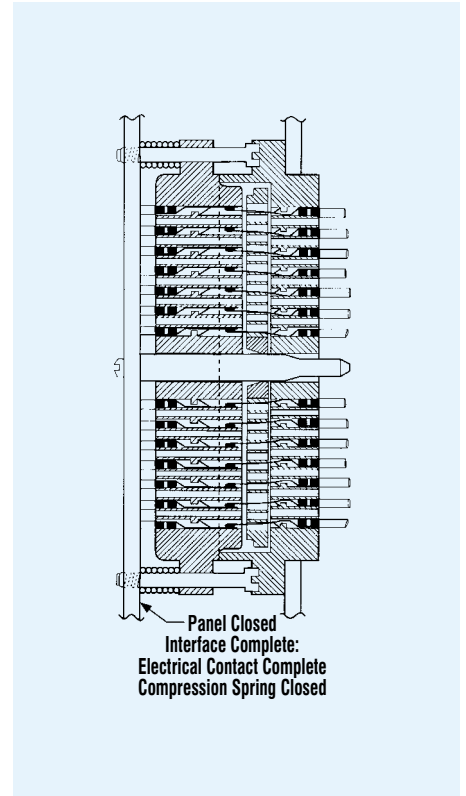 Panel Closed
Interface Complete:
Electrical Contact Complete
Compression Spring Closed